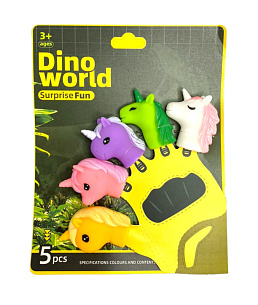 3+
ages
Dino
world
Surprise Fun
5pcs
SPECIFICATIONS COLOURS AND CONTENT